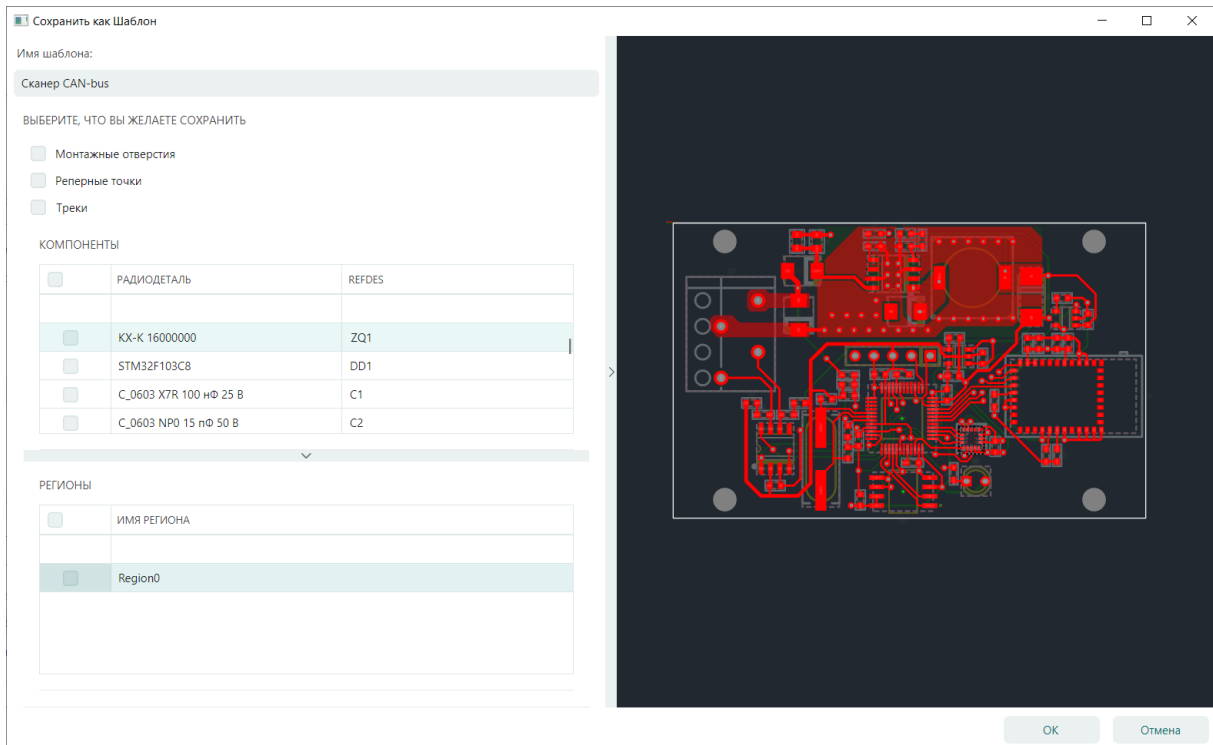 Сохранить как Шаблон
Имя шаблона:
Сканер CAN-bus
ВЫБЕРИТЕ, ЧТО ВЫ ЖЕЛАЕТЕ СОХРАНИТЬ
Монтажные отверстия
Реперные точки
Треки
КОМПОНЕНТЫ
РАДИОДЕТАЛЬ REFDES
КХ-К 16000000 ZQ1
STM32F103C8 DD1
C_0603 X7R 100 нФ 25 В C1
C_0603 NP0 15 пФ 50 В C2
РЕГИОНЫ
ИМЯ РЕГИОНА
Region0
OK Отмена